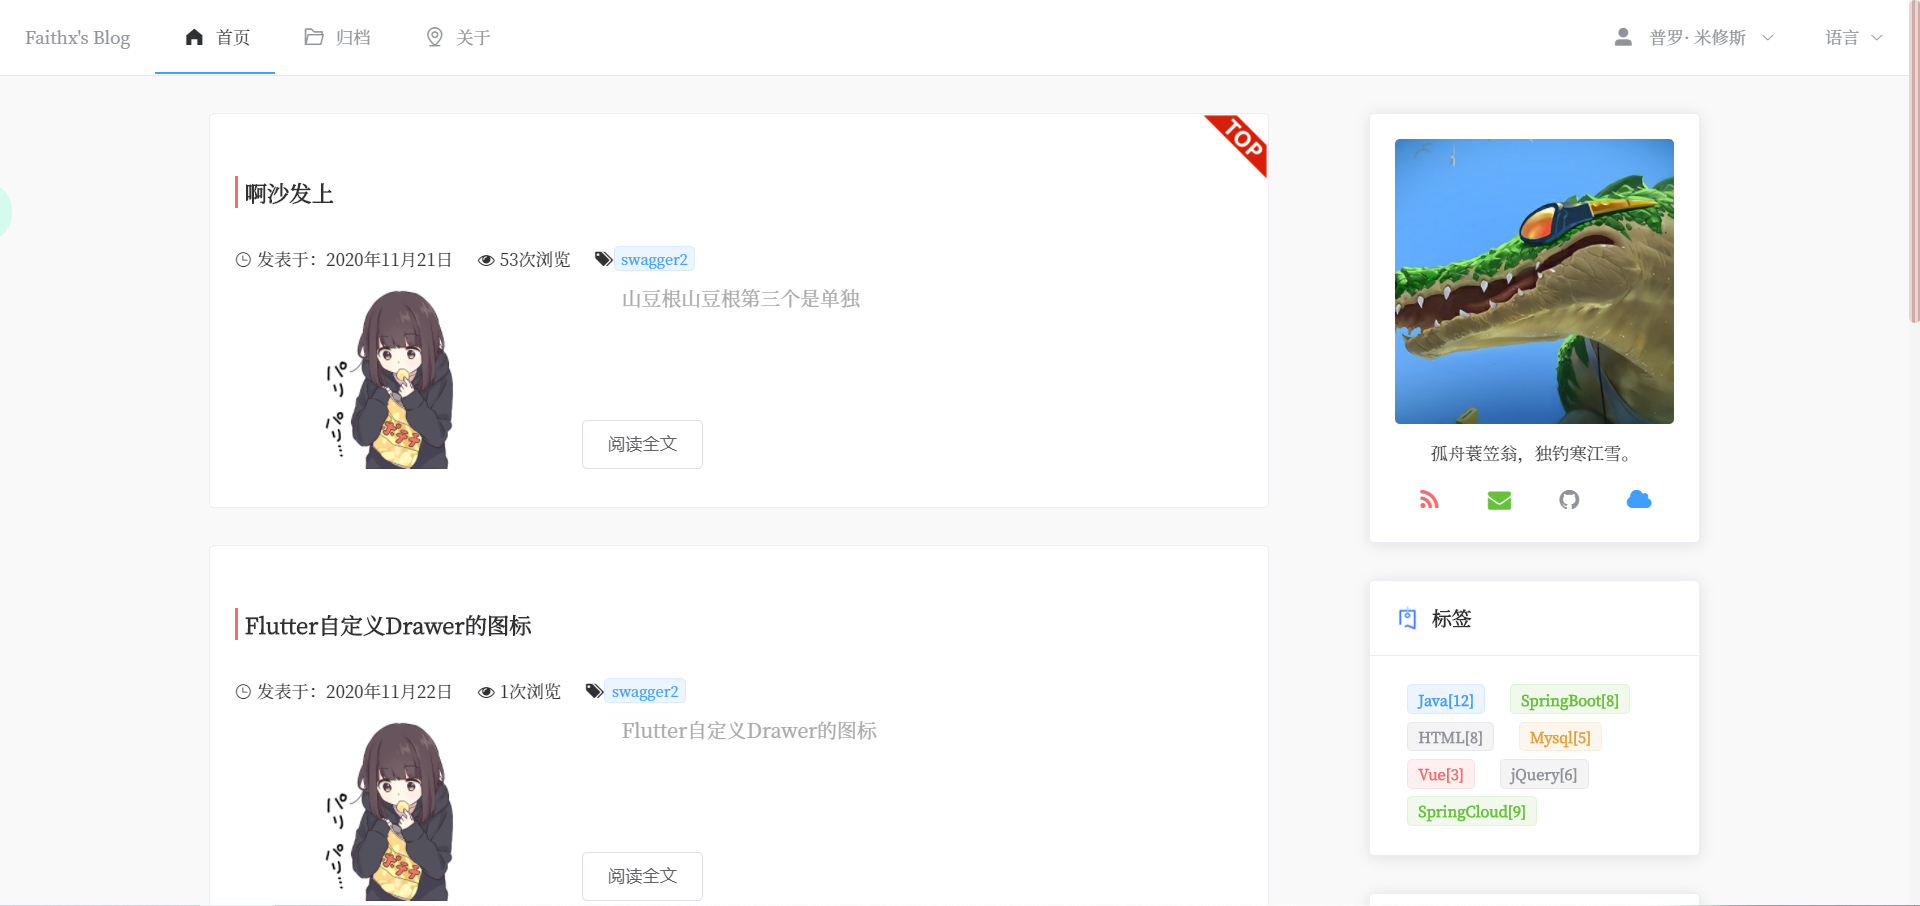 Faithx's Blog
首页
归档
关于
普罗· 米修斯
语言
TOP
啊沙发上
发表于：2020年11月21日
53次浏览
swagger2
山豆根山豆根第三个是单独
パリ
パリ…
ポテチ
阅读全文
Flutter自定义Drawer的图标
发表于：2020年11月22日
1次浏览
swagger2
Flutter自定义Drawer的图标
パリ
パリ…
ポテチ
阅读全文
孤舟蓑笠翁，独钓寒江雪。
标签
Java[12]
SpringBoot[8]
HTML[8]
Mysql[5]
Vue[3]
jQuery[6]
SpringCloud[9]